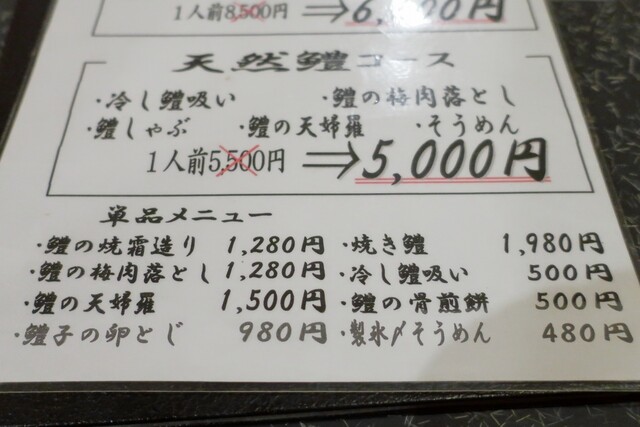 1人前8,500円 ⇒6,000円
天然鱧コース
・冷し鱧吸い ・鱧の梅肉落とし
・鱧しゃぶ ・鱧の天婦羅 ・そうめん
1人前5,500円 ⇒5,000円
単品メニュー
・鱧の焼霜造り 1,280円 ・焼き鱧 1,980円
・鱧の梅肉落とし 1,280円 ・冷し鱧吸い 500円
・鱧の天婦羅 1,500円 ・鱧の骨煎餅 500円
・鱧子の卵とじ 980円 ・製氷〆そうめん 480円